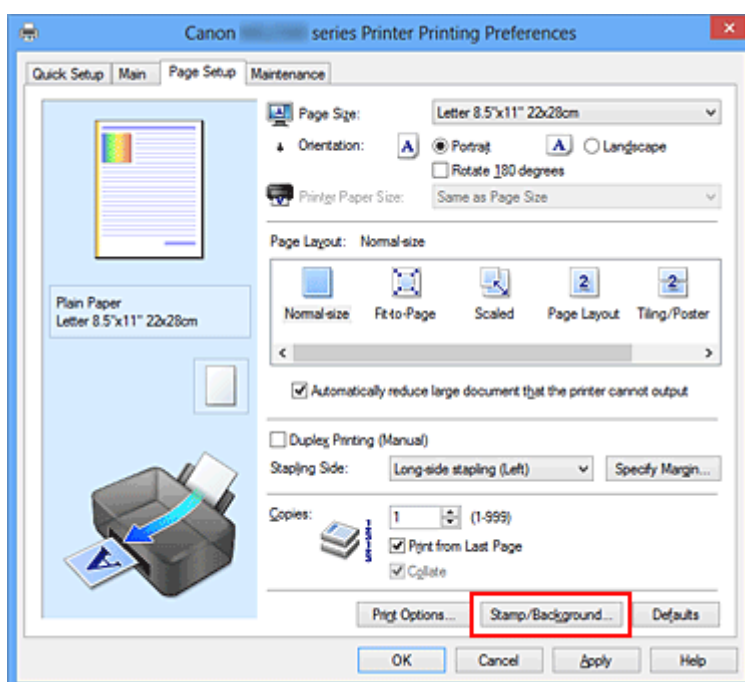 Canon series Printer Printing Preferences
Quick Setup Main Page Setup Maintenance
Page Size: Letter 8.5"x11" 22x28cm
Orientation: A Portrait A Landscape
Rotate 180 degrees
Printer Paper Size: Same as Page Size
Page Layout: Normal-size
2 2
Normal-size Fit-to-Page Scaled Page Layout Tiling/Poster
Plain Paper
Letter 8.5"x11" 22x28cm
Automatically reduce large document that the printer cannot output
Duplex Printing (Manual)
Stapling Side: Long-side stapling (Left) Specify Margin...
Copies: 1 (1-999)
Print from Last Page
Collate
A
Print Options... Stamp/Background... Defaults
OK Cancel Apply Help